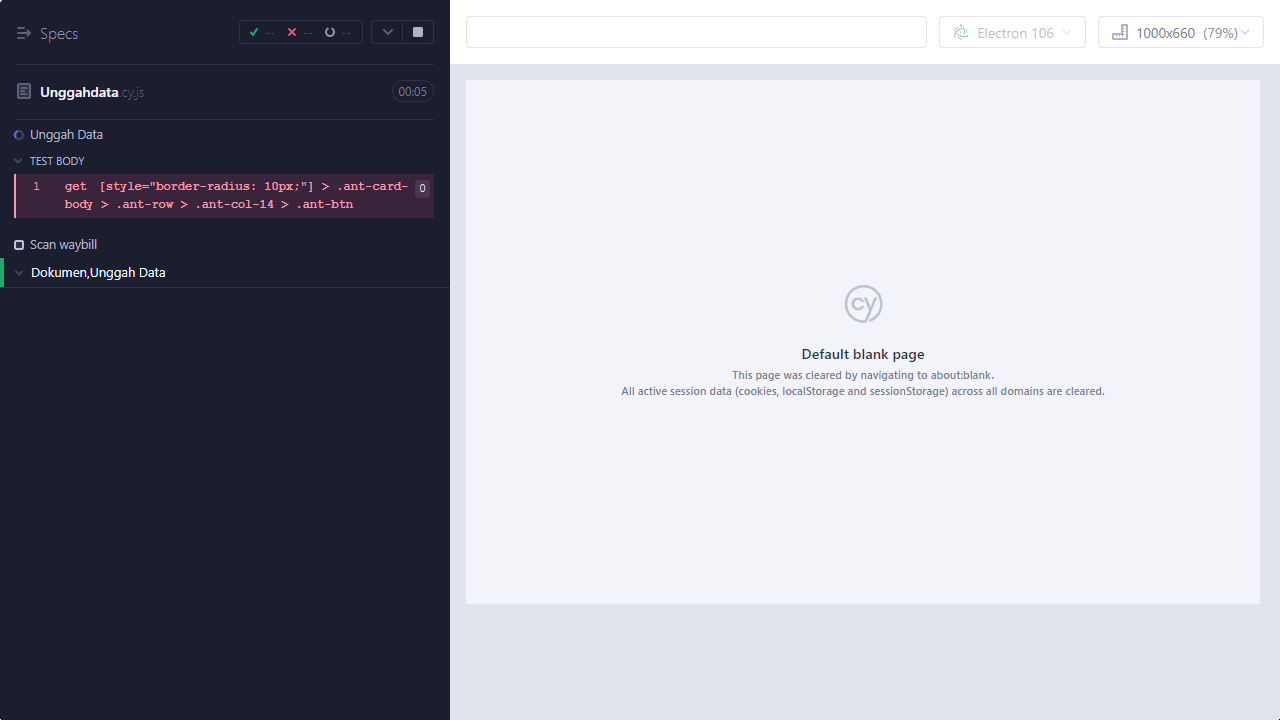 Specs
-- -- --
Electron 106
1000x660 (79%)
Unggahdata.cy.js
00:05
Unggah Data
TEST BODY
1 get [style="border-radius: 10px;"] > .ant-card-
body > .ant-row > .ant-col-14 > .ant-btn
0
Scan waybill
Dokumen,Unggah Data
cy
Default blank page
This page was cleared by navigating to about:blank.
All active session data (cookies, localStorage and sessionStorage) across all domains are cleared.